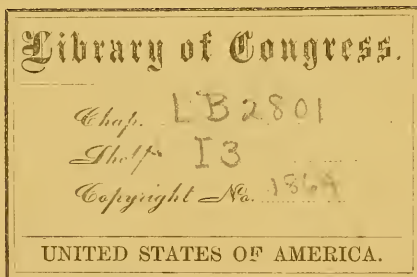 Library of Congress.
Chap. LB2801
Shelf I3
Copyright No. 1864
UNITED STATES OF AMERICA.